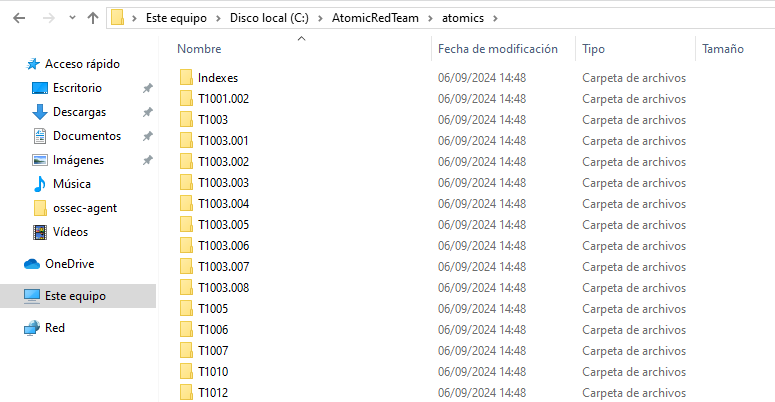 Este equipo > Disco local (C:) > AtomicRedTeam > atomics >
Nombre Fecha de modificación Tipo Tamaño
Acceso rápido
Escritorio
Descargas
Documentos
Imágenes
Música
ossec-agent
Vídeos
OneDrive
Este equipo
Red
Indexes 06/09/2024 14:48 Carpeta de archivos
T1001.002 06/09/2024 14:48 Carpeta de archivos
T1003 06/09/2024 14:48 Carpeta de archivos
T1003.001 06/09/2024 14:48 Carpeta de archivos
T1003.002 06/09/2024 14:48 Carpeta de archivos
T1003.003 06/09/2024 14:48 Carpeta de archivos
T1003.004 06/09/2024 14:48 Carpeta de archivos
T1003.005 06/09/2024 14:48 Carpeta de archivos
T1003.006 06/09/2024 14:48 Carpeta de archivos
T1003.007 06/09/2024 14:48 Carpeta de archivos
T1003.008 06/09/2024 14:48 Carpeta de archivos
T1005 06/09/2024 14:48 Carpeta de archivos
T1006 06/09/2024 14:48 Carpeta de archivos
T1007 06/09/2024 14:48 Carpeta de archivos
T1010 06/09/2024 14:48 Carpeta de archivos
T1012 06/09/2024 14:48 Carpeta de archivos